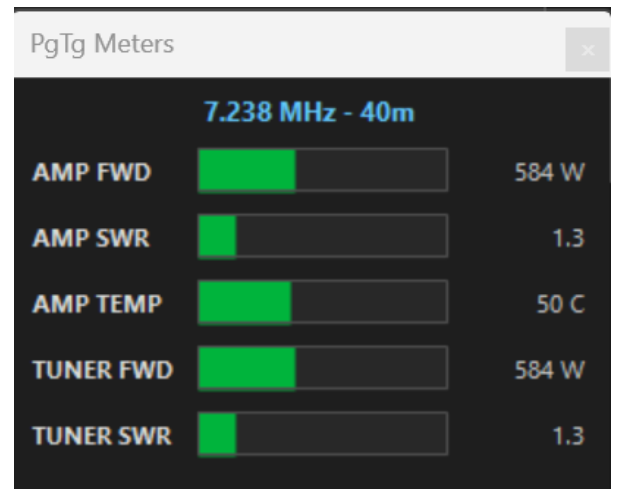 PgTg Meters
×
7.238 MHz - 40m
AMP FWD 584 W
AMP SWR 1.3
AMP TEMP 50 C
TUNER FWD 584 W
TUNER SWR 1.3